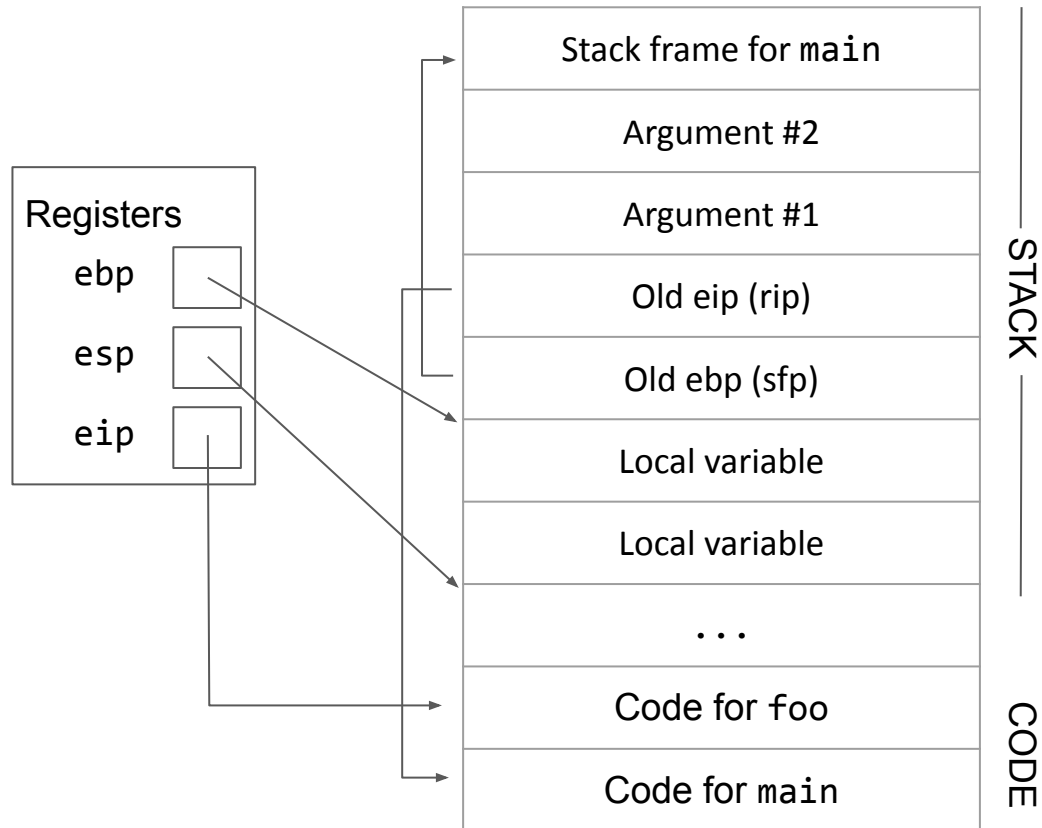 Stack frame for main
Argument #2
Argument #1
Old eip (rip)
Old ebp (sfp)
Local variable
Local variable
...
Code for foo
Code for main
Registers
ebp
esp
eip
STACK
CODE